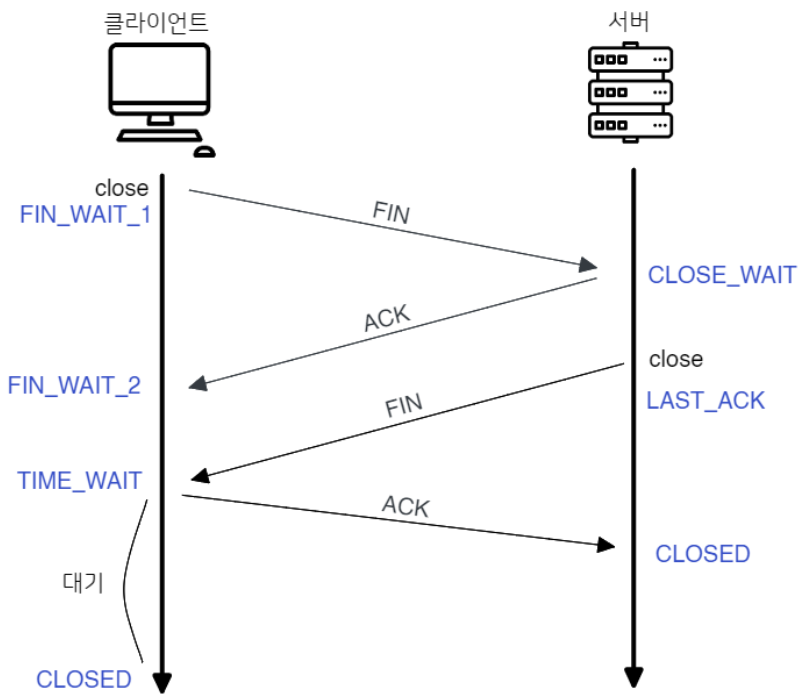 클라이언트
서버
close
FIN_WAIT_1
FIN
CLOSE_WAIT
ACK
FIN_WAIT_2
close
LAST_ACK
FIN
TIME_WAIT
ACK
CLOSED
대기
CLOSED